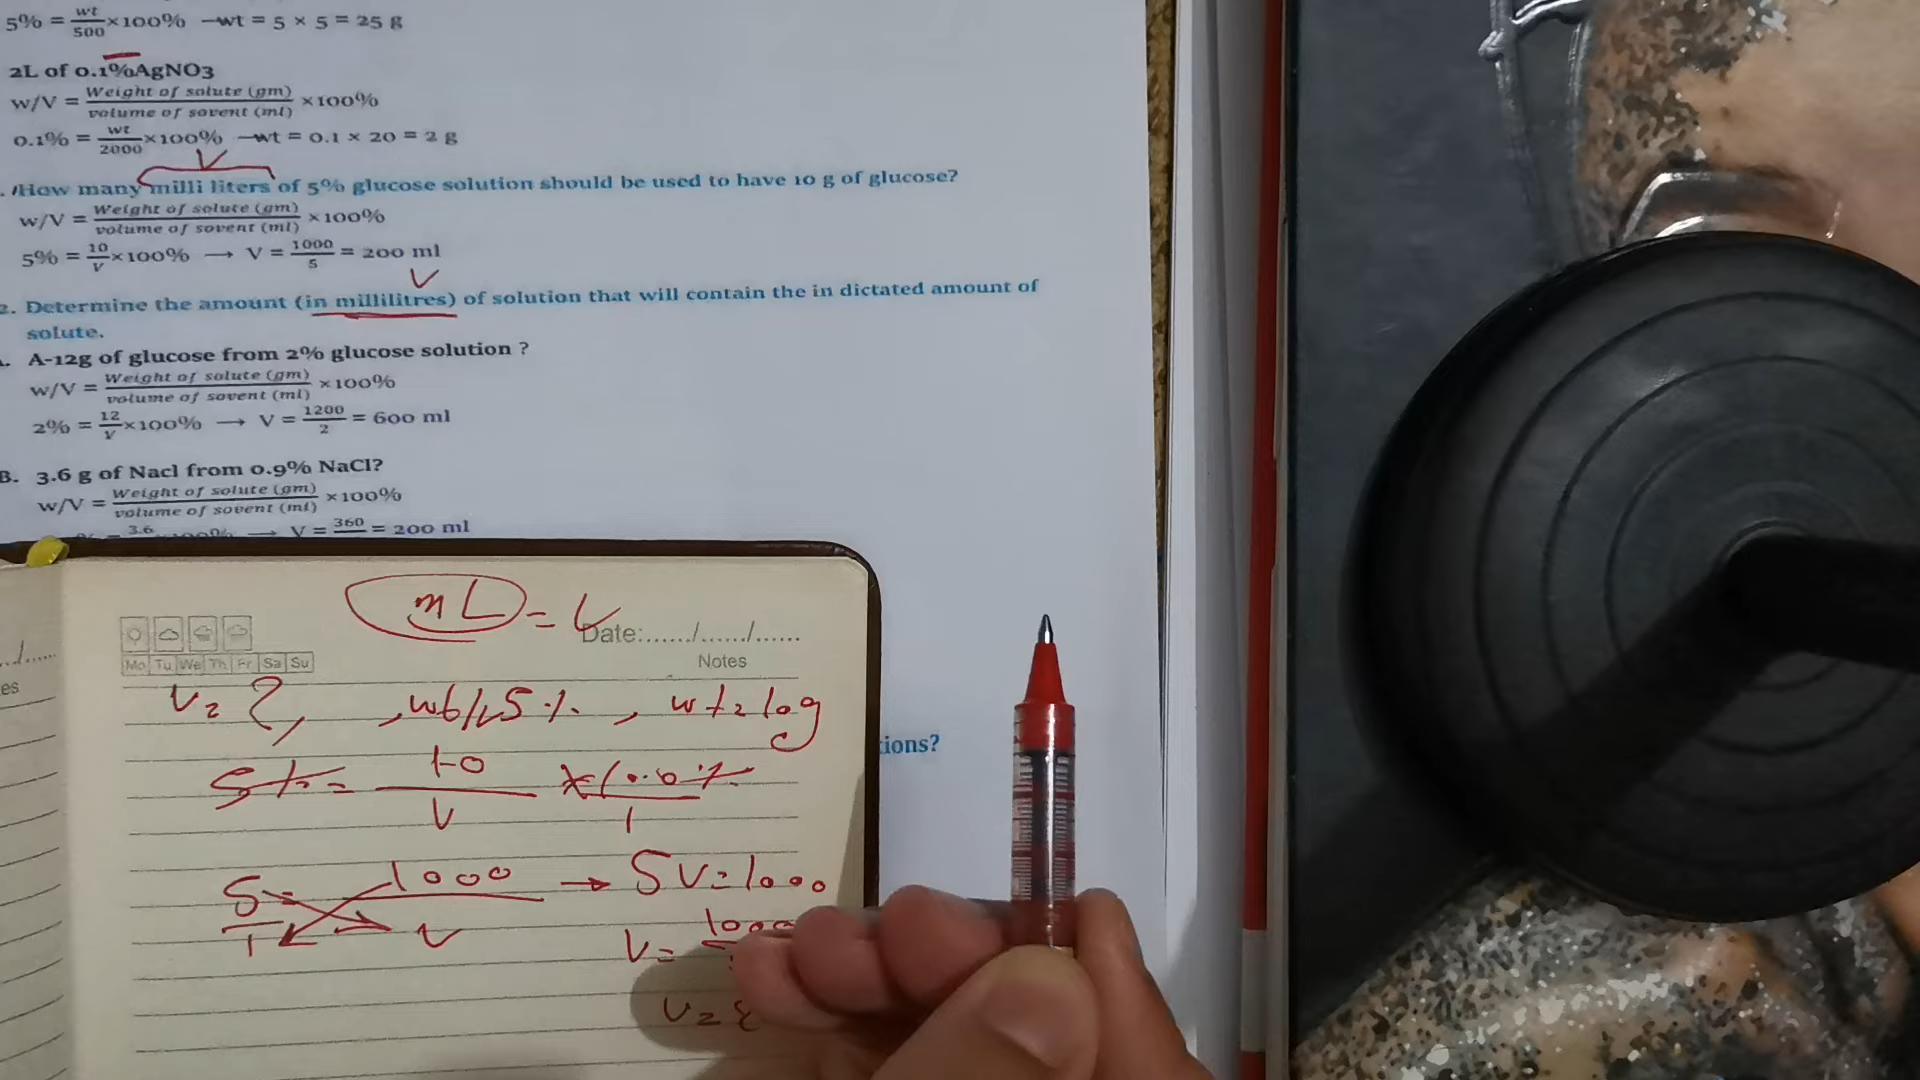 5% = wt/500 ×100% –wt = 5 × 5 = 25 g
2L of 0.1%AgNO3
w/V = Weight of solute (gm)/volume of sovent (ml) ×100%
0.1% = wt/2000 ×100% –wt = 0.1 × 20 = 2 g
V
How many milli liters of 5% glucose solution should be used to have 10 g of glucose?
w/V = Weight of solute (gm)/volume of sovent (ml) ×100%
5% = 10/V ×100% → V = 1000/5 = 200 ml
V
2. Determine the amount (in millilitres) of solution that will contain the in dictated amount of
solute.
A-12g of glucose from 2% glucose solution ?
w/V = Weight of solute (gm)/volume of sovent (ml) ×100%
2% = 12/V ×100% → V = 1200/2 = 600 ml
B. 3.6 g of Nacl from 0.9% NaCl?
w/V = Weight of solute (gm)/volume of sovent (ml) ×100%
3.6 → V = 360 = 200 ml
mL = V
Date:....../....../......
Notes
Mo Tu We Th Fr Sa Su
es
V = ?, , 5 %, wt = 10g
5% = 10/V × 100%/1
ions?
5/1 = 1000/V → 5V = 1000
V = 1000
V =